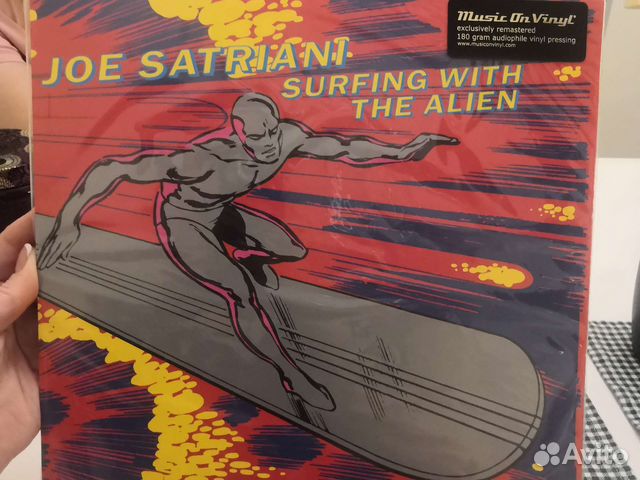 Music On Vinyl
exclusively remastered
180 gram audiophile vinyl pressing
www.musiconvinyl.com
JOE SATRIANI
SURFING WITH
THE ALIEN
Avito